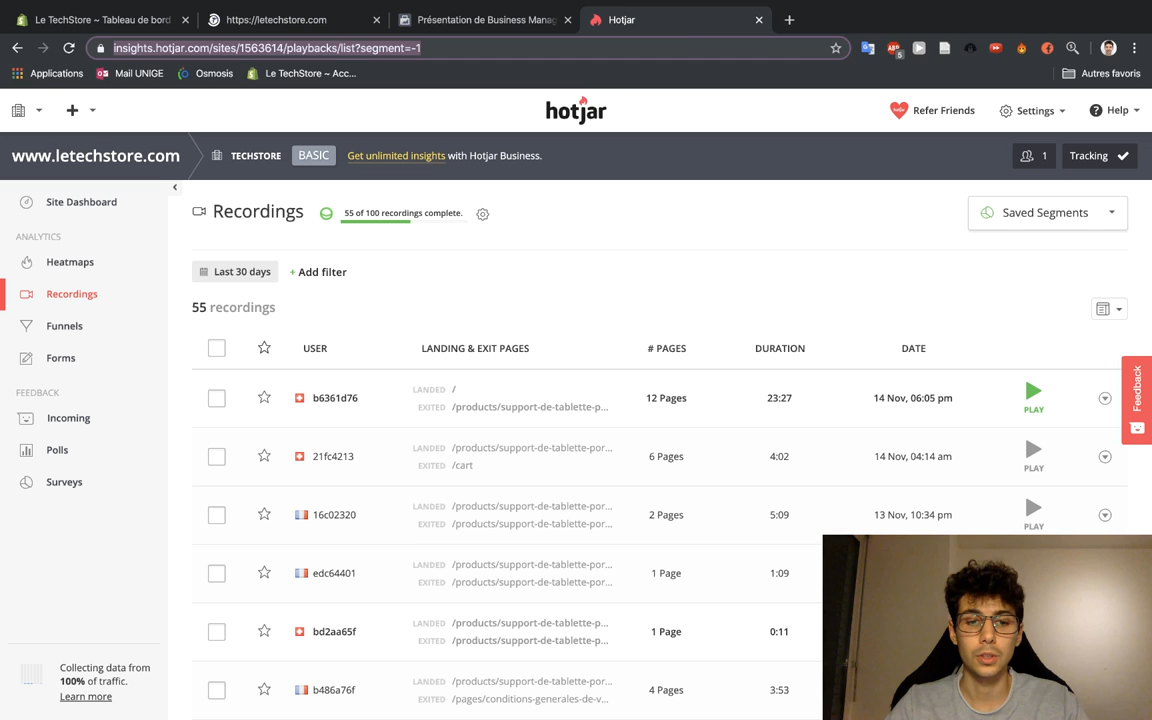 Le TechStore ~ Tableau de bord
https://letechstore.com
Présentation de Business Manag
Hotjar
insights.hotjar.com/sites/1563614/playbacks/list?segment=-1
Applications
Mail UNIGE
Osmosis
Le TechStore ~ Acc...
Autres favoris
hotjar
Refer Friends
Settings
Help
www.letechstore.com
TECHSTORE
BASIC
Get unlimited insights with Hotjar Business.
1
Tracking
Site Dashboard
ANALYTICS
Heatmaps
Recordings
Funnels
Forms
FEEDBACK
Incoming
Polls
Surveys
Collecting data from
100% of traffic.
Learn more
Recordings
55 of 100 recordings complete.
Saved Segments
Last 30 days
+ Add filter
55 recordings
USER LANDING & EXIT PAGES # PAGES DURATION DATE
b6361d76 LANDED / 12 Pages 23:27 14 Nov, 06:05 pm PLAY
EXITED /products/support-de-tablette-p...
21fc4213 LANDED /products/support-de-tablette-por... 6 Pages 4:02 14 Nov, 04:14 am PLAY
EXITED /cart
16c02320 LANDED /products/support-de-tablette-por... 2 Pages 5:09 13 Nov, 10:34 pm PLAY
EXITED /products/support-de-tablette-por...
edc64401 LANDED /products/support-de-tablette-por... 1 Page 1:09
EXITED /products/support-de-tablette-por...
bd2aa65f LANDED /products/support-de-tablette-p... 1 Page 0:11
EXITED /products/support-de-tablette-p...
b486a76f LANDED /products/support-de-tablette-por... 4 Pages 3:53
EXITED /pages/conditions-generales-de-v...
Feedback